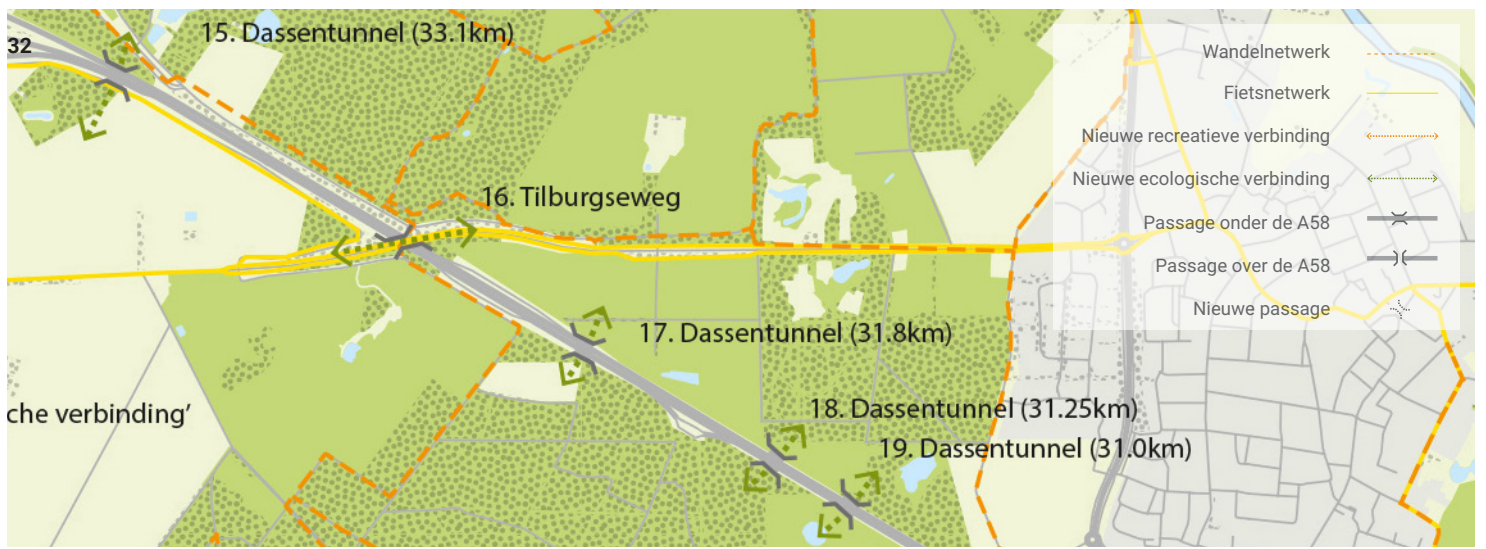 15. Dassentunnel (33.1km)
32
16. Tilburgseweg
17. Dassentunnel (31.8km)
che verbinding’
18. Dassentunnel (31.25km)
19. Dassentunnel (31.0km)
Wandelnetwerk
Fietsnetwerk
Nieuwe recreatieve verbinding
Nieuwe ecologische verbinding
Passage onder de A58
Passage over de A58
Nieuwe passage